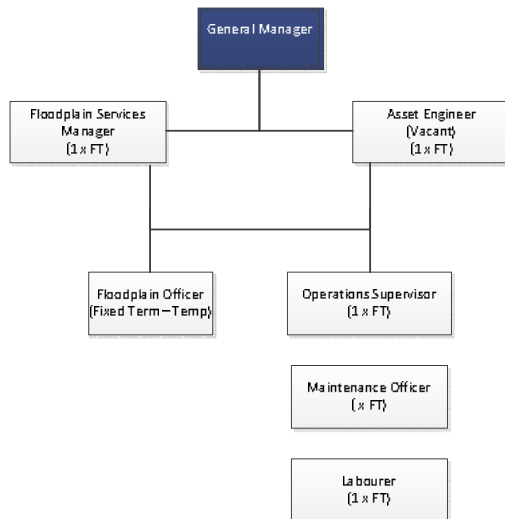 General Manager
Floodplain Services
Manager
(1 x FT)
Asset Engineer
(Vacant)
(1 x FT)
Floodplain Officer
(Fixed Term–Temp)
Operations Supervisor
(1 x FT)
Maintenance Officer
( x FT)
Labourer
(1 x FT)